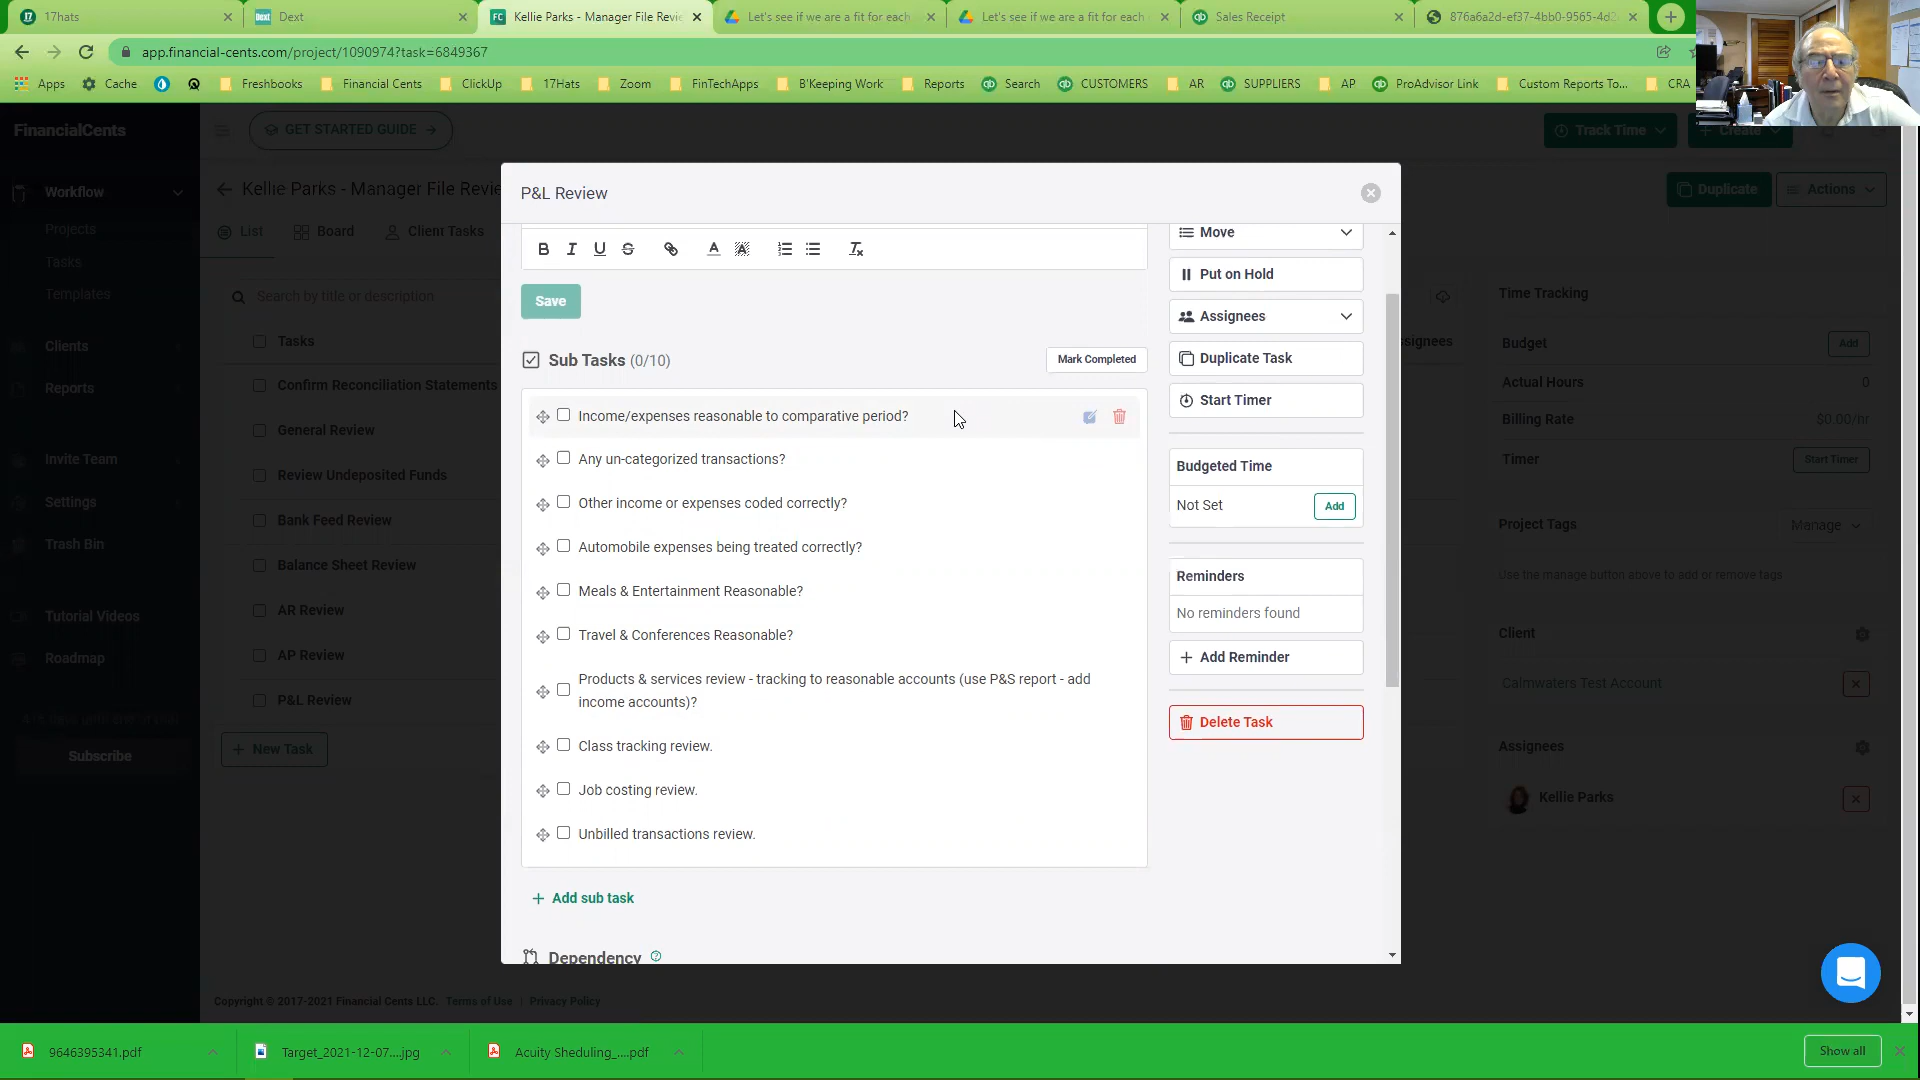 17hats
Dext
Kellie Parks - Manager File Revi
Let's see if we are a fit for each
Let's see if we are a fit for each
Sales Receipt
876a6a2d-ef37-4bb0-9565-4d2
app.financial-cents.com/project/1090974?task=6849367
Apps
Cache
Freshbooks
Financial Cents
ClickUp
17Hats
Zoom
FinTechApps
B'Keeping Work
Reports
Search
CUSTOMERS
AR
SUPPLIERS
AP
ProAdvisor Link
Custom Reports To...
CRA
FinancialCents
GET STARTED GUIDE
Track Time
+ Create
Workflow
Projects
Tasks
Templates
Clients
Reports
Invite Team
Settings
Trash Bin
Tutorial Videos
Roadmap
Subscribe
Kellie Parks - Manager File Revie
Duplicate
Actions
List
Board
Client Tasks
Search by title or description
Tasks
Confirm Reconciliation Statements
General Review
Review Undeposited Funds
Bank Feed Review
Balance Sheet Review
AR Review
AP Review
P&L Review
+ New Task
P&L Review
B I U S
Save
Sub Tasks (0/10)
Mark Completed
Income/expenses reasonable to comparative period?
Any un-categorized transactions?
Other income or expenses coded correctly?
Automobile expenses being treated correctly?
Meals & Entertainment Reasonable?
Travel & Conferences Reasonable?
Products & services review - tracking to reasonable accounts (use P&S report - add
income accounts)?
Class tracking review.
Job costing review.
Unbilled transactions review.
+ Add sub task
Dependency
Move
Put on Hold
Assignees
Duplicate Task
Start Timer
Budgeted Time
Not Set
Add
Reminders
No reminders found
+ Add Reminder
Delete Task
ssignees
Time Tracking
Budget
Add
Actual Hours
0
Billing Rate
$0.00/hr
Timer
Start Timer
Project Tags
Manage
Use the manage button above to add or remove tags
Client
Calmwaters Test Account
Assignees
Kellie Parks
Copyright © 2017-2021 Financial Cents LLC. Terms of Use | Privacy Policy
9646395341.pdf
Target_2021-12-07....jpg
Acuity Sheduling_....pdf
Show all